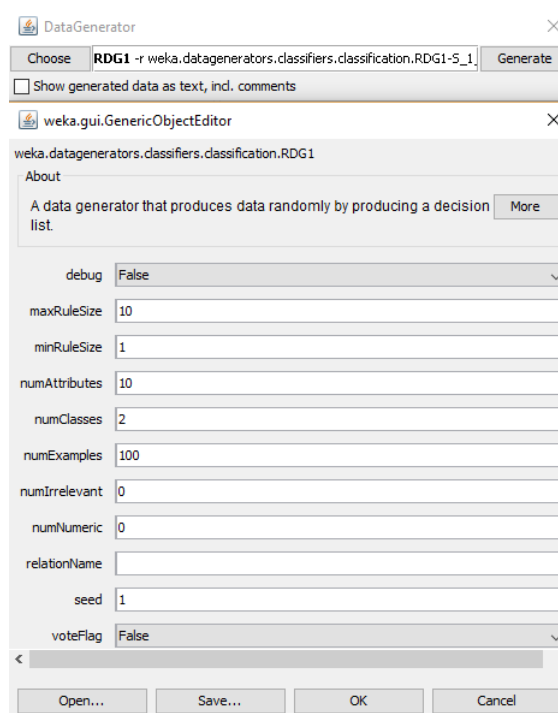 DataGenerator
Choose RDG1 -r weka.datagenerators.classifiers.classification.RDG1-S_1_ Generate
Show generated data as text, incl. comments
weka.gui.GenericObjectEditor
weka.datagenerators.classifiers.classification.RDG1
About
A data generator that produces data randomly by producing a decision More
list.
debug False
maxRuleSize 10
minRuleSize 1
numAttributes 10
numClasses 2
numExamples 100
numIrrelevant 0
numNumeric 0
relationName
seed 1
voteFlag False
Open... Save... OK Cancel